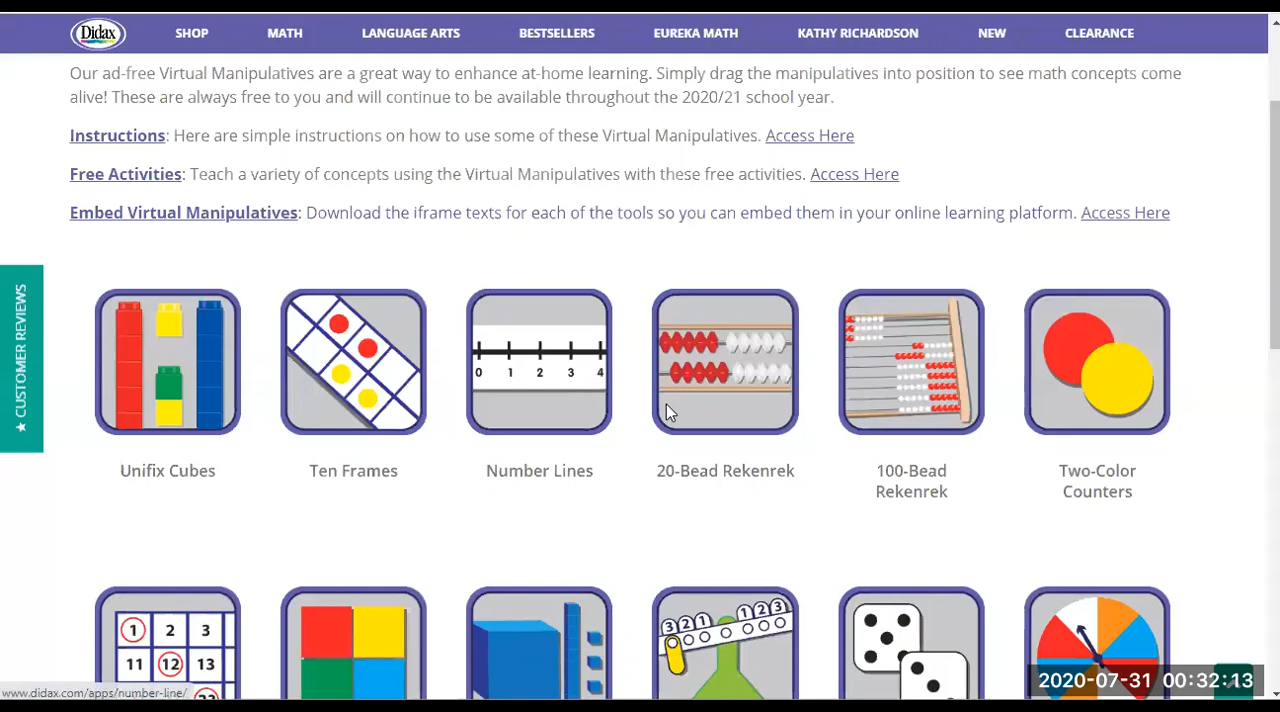 Didax
SHOP MATH LANGUAGE ARTS BESTSELLERS EUREKA MATH KATHY RICHARDSON NEW CLEARANCE
Our ad-free Virtual Manipulatives are a great way to enhance at-home learning. Simply drag the manipulatives into position to see math concepts come
alive! These are always free to you and will continue to be available throughout the 2020/21 school year.
Instructions: Here are simple instructions on how to use some of these Virtual Manipulatives. Access Here
Free Activities: Teach a variety of concepts using the Virtual Manipulatives with these free activities. Access Here
Embed Virtual Manipulatives: Download the iframe texts for each of the tools so you can embed them in your online learning platform. Access Here
★ CUSTOMER REVIEWS
0 1 2 3 4
Unifix Cubes
Ten Frames
Number Lines
20-Bead Rekenrek
100-Bead
Rekenrek
Two-Color
Counters
1 2 3
11 12 13
3 2 1 1 2 3
www.didax.com/apps/number-line/
2020-07-31 00:32:13